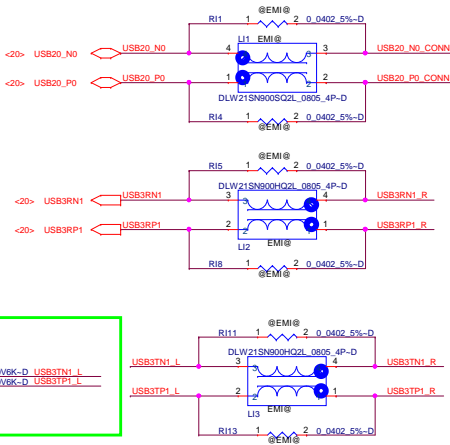 @EMI@
RI1 1 2 0_0402_5%~D
LI1 EMI@
<20> USB20_N0 USB20_N0 4 3 USB20_N0_CONN
<20> USB20_P0 USB20_P0 1 2 USB20_P0_CONN
DLW21SN900SQ2L_0805_4P~D
RI4 1 2 0_0402_5%~D
@EMI@
@EMI@
RI5 1 2 0_0402_5%~D
DLW21SN900HQ2L_0805_4P~D
<20> USB3RN1 USB3RN1 3 4 USB3RN1_R
<20> USB3RP1 USB3RP1 2 1 USB3RP1_R
LI2 EMI@
RI8 1 2 0_0402_5%~D
@EMI@
@EMI@
RI11 1 2 0_0402_5%~D
DLW21SN900HQ2L_0805_4P~D
V6K~D USB3TN1_L USB3TN1_L 3 4 USB3TN1_R
V6K~D USB3TP1_L USB3TP1_L 2 1 USB3TP1_R
LI3 EMI@
RI13 1 2 0_0402_5%~D
@EMI@